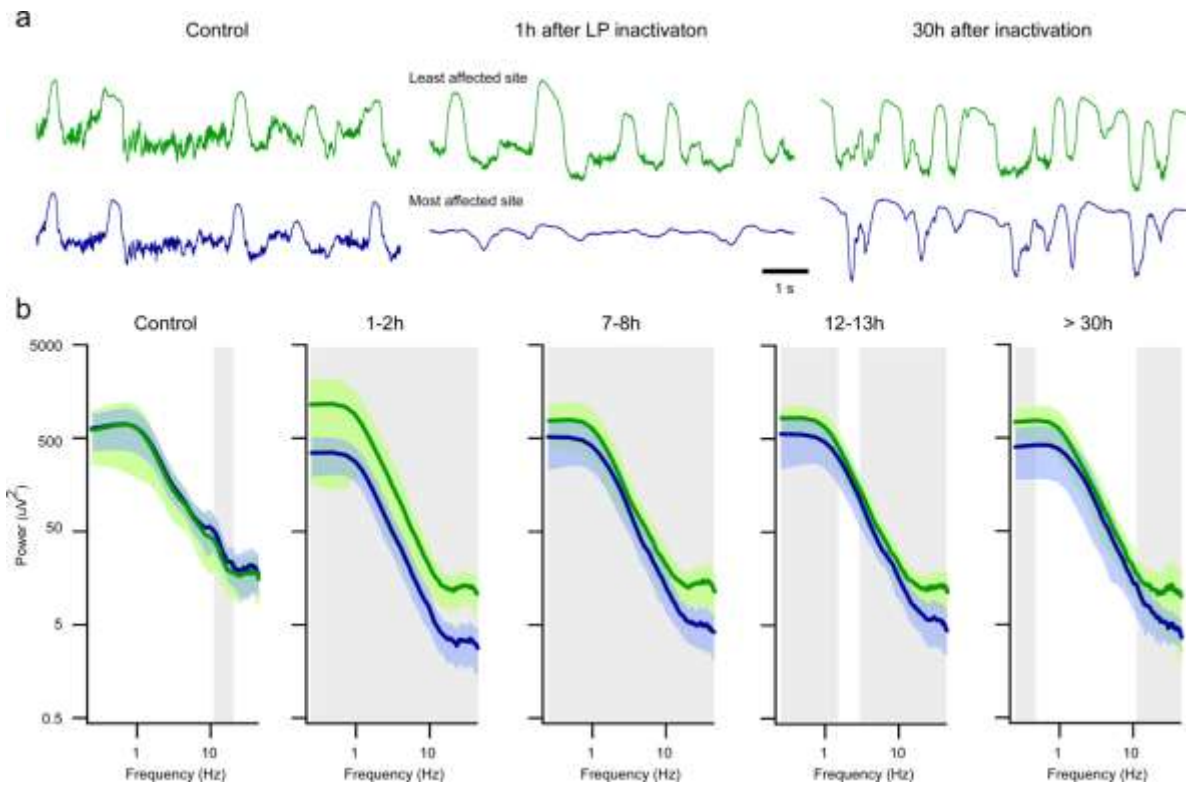 a
Control
1h after LP inactivaton
30h after inactivation
Least affected site
Most affected site
1 s
b
Control
1-2h
7-8h
12-13h
> 30h
Power (uV²)
5000
500
50
5
0.5
1 10
1 10
1 10
1 10
1 10
Frequency (Hz)
Frequency (Hz)
Frequency (Hz)
Frequency (Hz)
Frequency (Hz)